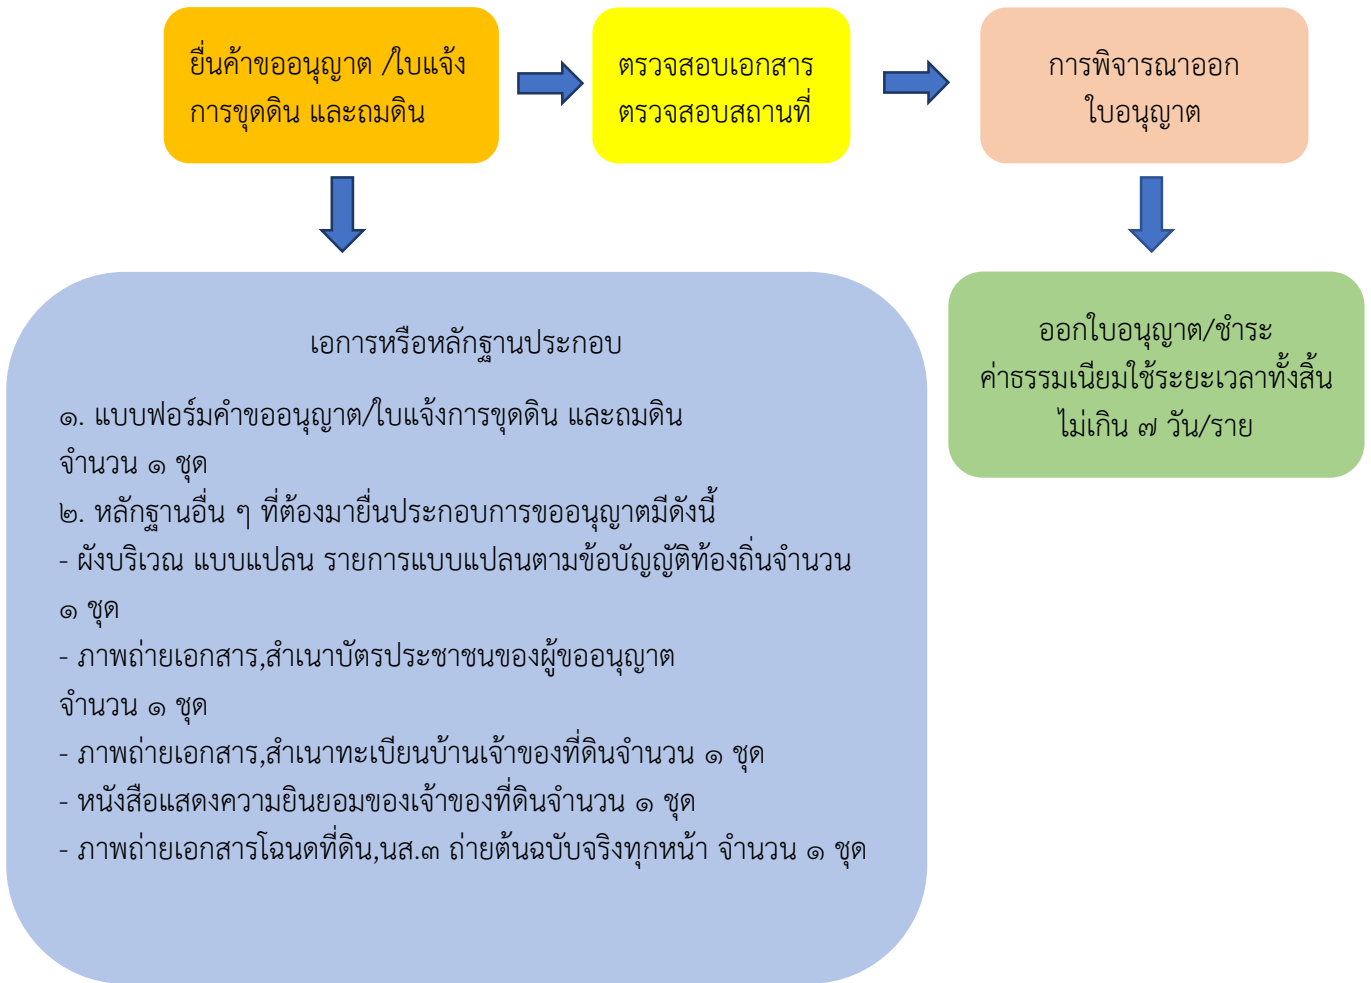 ยื่นค้าขออนุญาต /ใบแจ้ง
การขุดดิน และถมดิน
ตรวจสอบเอกสาร
ตรวจสอบสถานที่
การพิจารณาออก
ใบอนุญาต
เอการหรือหลักฐานประกอบ
๑. แบบฟอร์มคำขออนุญาต/ใบแจ้งการขุดดิน และถมดิน
จำนวน ๑ ชุด
๒. หลักฐานอื่น ๆ ที่ต้องมายื่นประกอบการขออนุญาตมีดังนี้
- ผังบริเวณ แบบแปลน รายการแบบแปลนตามข้อบัญญัติท้องถิ่นจำนวน
๑ ชุด
- ภาพถ่ายเอกสาร,สำเนาบัตรประชาชนของผู้ขออนุญาต
จำนวน ๑ ชุด
- ภาพถ่ายเอกสาร,สำเนาทะเบียนบ้านเจ้าของที่ดินจำนวน ๑ ชุด
- หนังสือแสดงความยินยอมของเจ้าของที่ดินจำนวน ๑ ชุด
- ภาพถ่ายเอกสารโฉนดที่ดิน,นส.๓ ถ่ายต้นฉบับจริงทุกหน้า จำนวน ๑ ชุด
ออกใบอนุญาต/ชำระ
ค่าธรรมเนียมใช้ระยะเวลาทั้งสิ้น
ไม่เกิน ๗ วัน/ราย